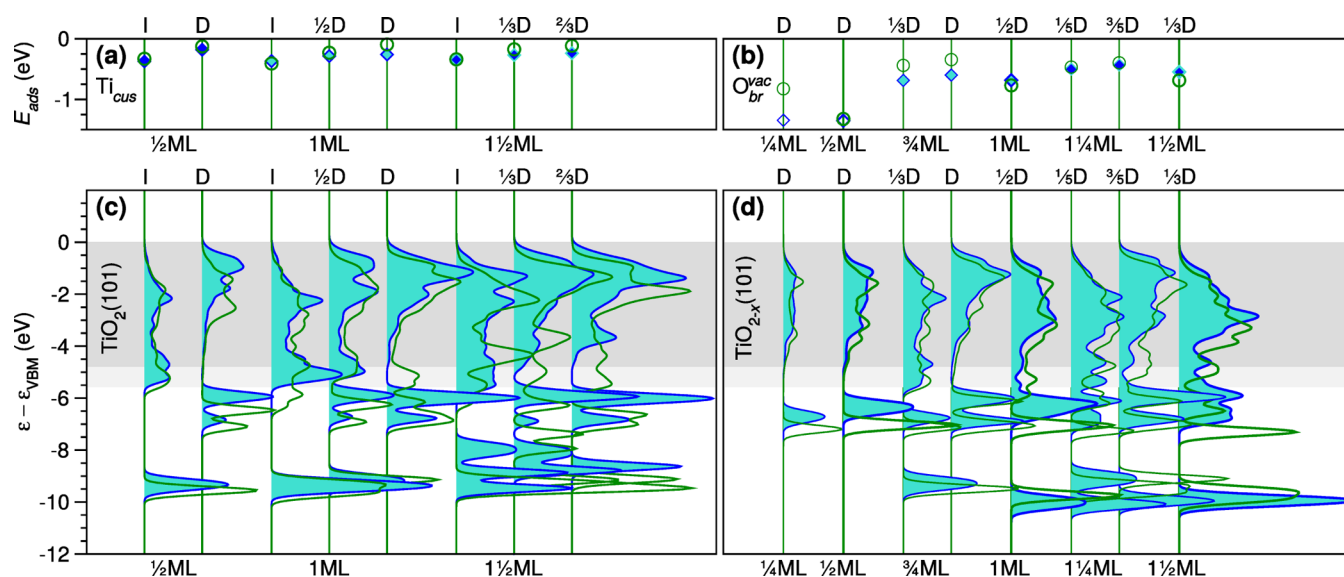 I D I ½D D I ⅓D ⅔D
D D ⅓D D ½D ⅕D ⅗D ⅓D
E_ads (eV)
0
-1
(a)
Ti_cus
(b)
O_br^vac
½ML 1ML 1½ML
¼ML ½ML ¾ML 1ML 1¼ML 1½ML
I D I ½D D I ⅓D ⅔D
D D ⅓D D ½D ⅕D ⅗D ⅓D
(c)
(d)
ε − ε_VBM (eV)
0
-2
-4
-6
-8
-10
-12
TiO₂(101)
TiO₂₋ₓ(101)
½ML 1ML 1½ML
¼ML ½ML ¾ML 1ML 1¼ML 1½ML